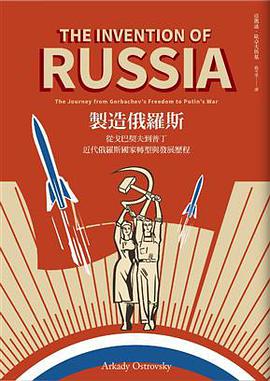 THE INVENTION OF
RUSSIA
The Journey from Gorbachev's Freedom to Putin's War
製造俄羅斯
從戈巴契夫到普丁
近代俄羅斯國家轉型與發展歷程
Arkady Ostrovsky